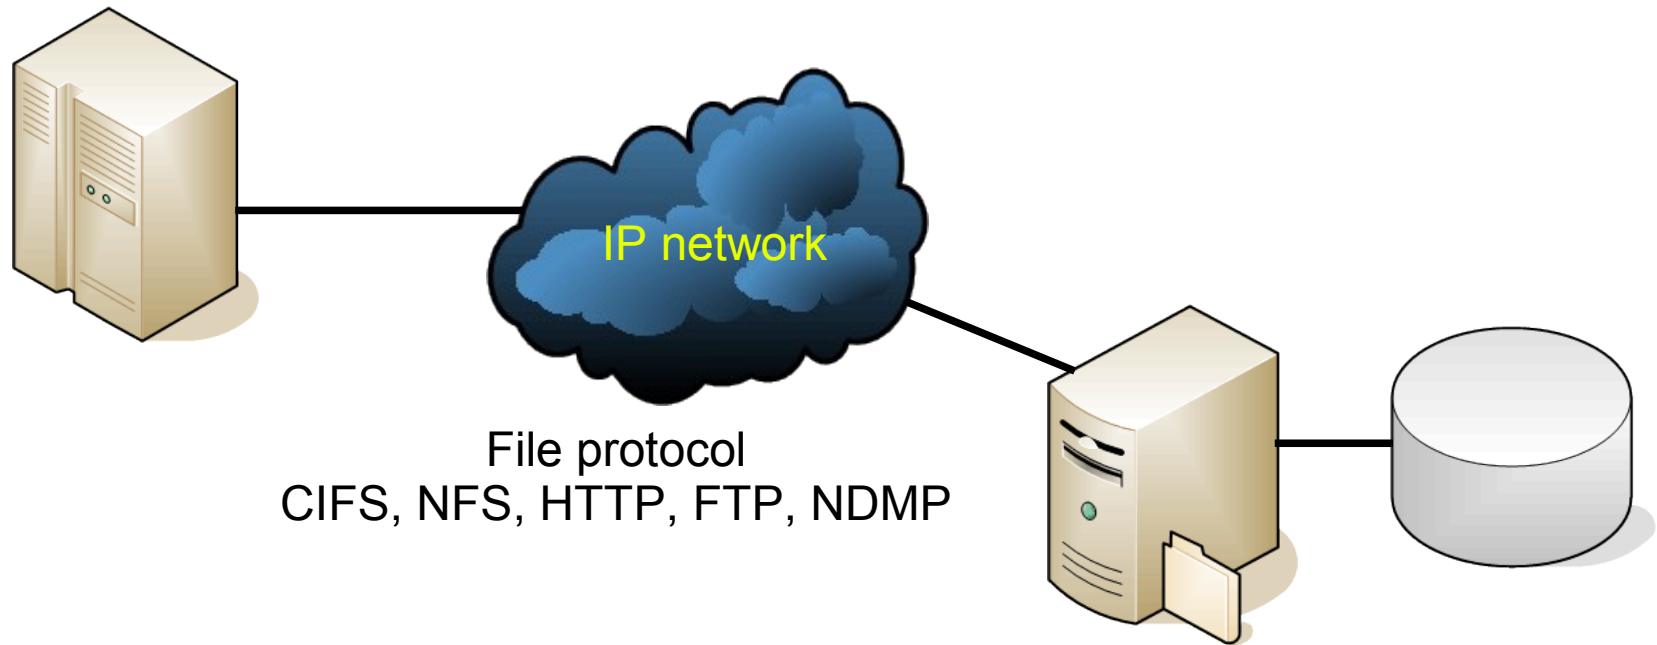 IP network
File protocol
CIFS, NFS, HTTP, FTP, NDMP